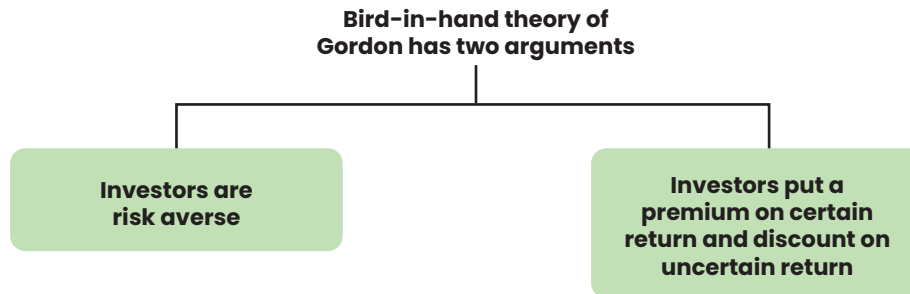 Bird-in-hand theory of
Gordon has two arguments
Investors are
risk averse
Investors put a
premium on certain
return and discount on
uncertain return